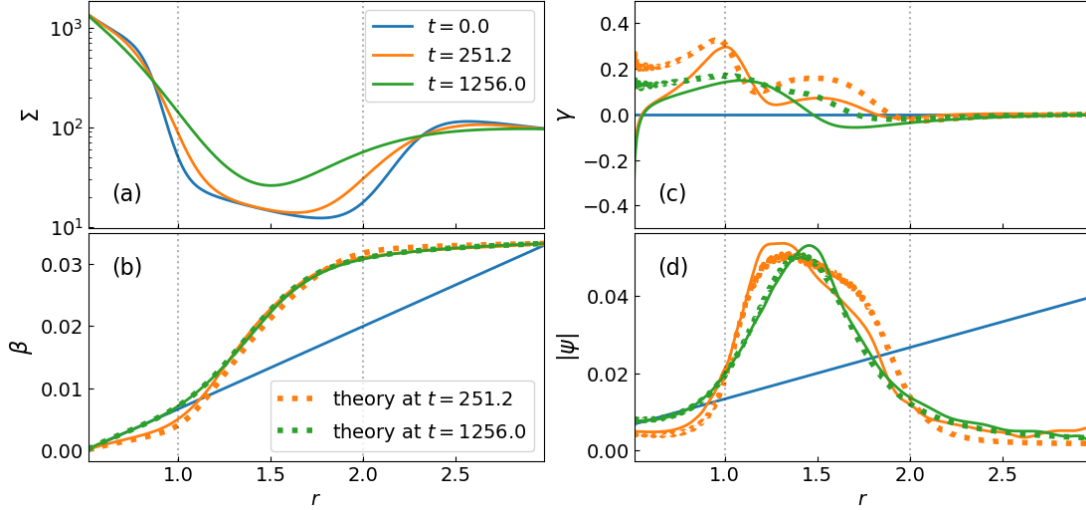 10³
10²
10¹
Σ
t = 0.0
t = 251.2
t = 1256.0
(a)
0.4
0.2
0.0
−0.2
−0.4
γ
(c)
0.03
0.02
0.01
0.00
β
(b)
theory at t = 251.2
theory at t = 1256.0
1.0 1.5 2.0 2.5
r
0.04
0.02
0.00
|ψ|
(d)
1.0 1.5 2.0 2.5
r